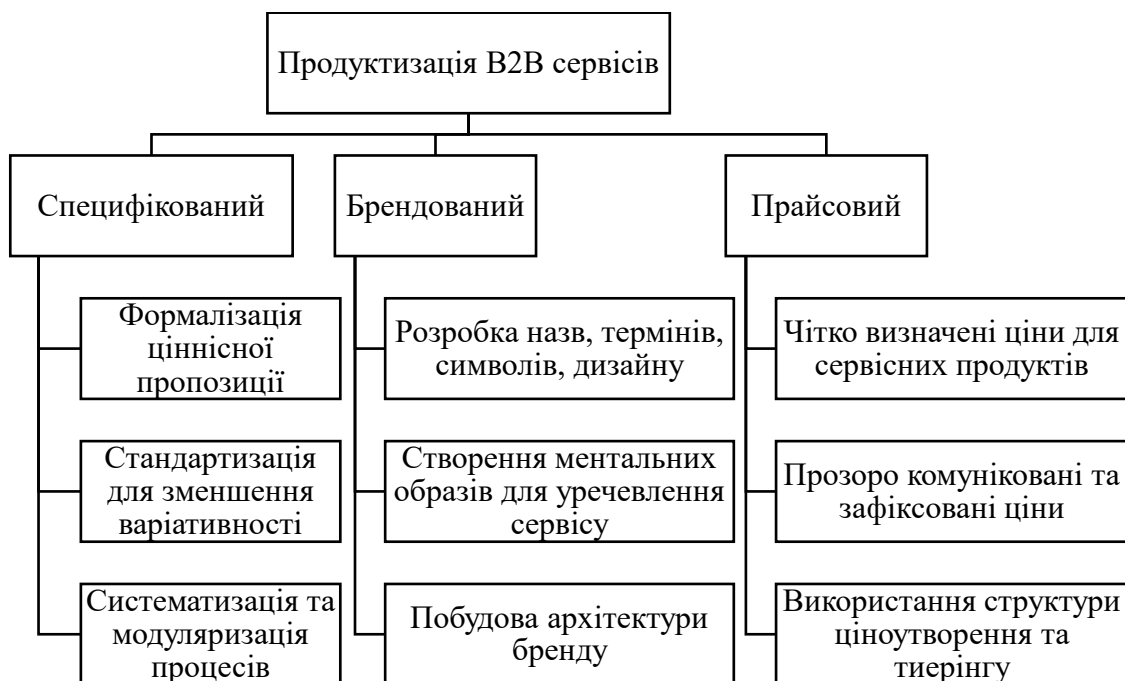 Продуктизація B2B сервісів
Специфікований
Брендований
Прайсовий
Формалізація
ціннісної
пропозиції
Стандартизація
для зменшення
варіативності
Систематизація та
модуляризація
процесів
Розробка назв, термінів,
символів, дизайну
Створення ментальних
образів для уречевлення
сервісу
Побудова архітектури
бренду
Чітко визначені ціни для
сервісних продуктів
Прозоро комуніковані та
зафіксовані ціни
Використання структури
ціноутворення та
тиерінгу